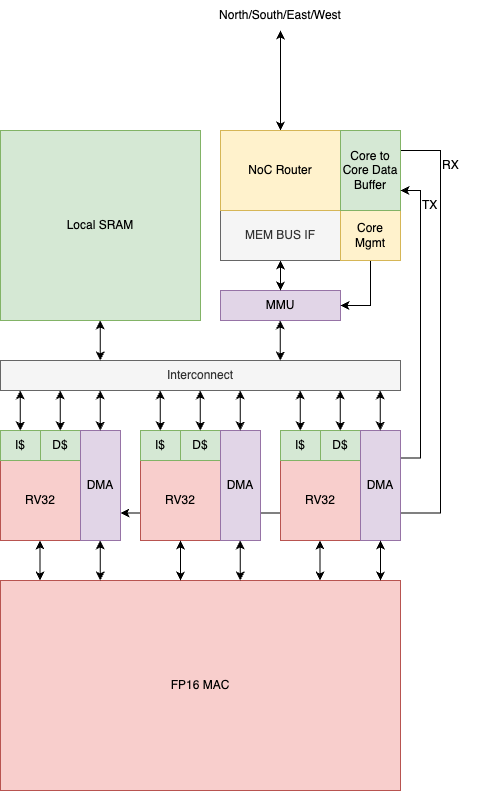 North/South/East/West
Local SRAM
NoC Router
Core to
Core Data
Buffer
RX
TX
MEM BUS IF
Core
Mgmt
MMU
Interconnect
I$
D$
DMA
RV32
I$
D$
DMA
RV32
I$
D$
DMA
RV32
FP16 MAC